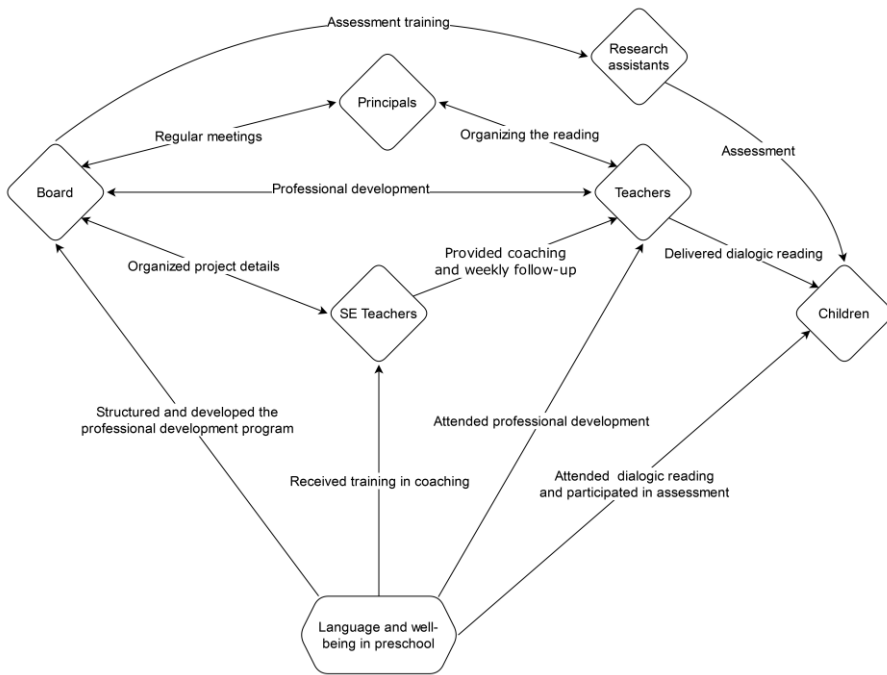 Assessment training
Research
assistants
Principals
Regular meetings
Organizing the reading
Assessment
Board
Professional development
Teachers
Organized project details
Provided coaching
and weekly follow-up
Delivered dialogic reading
SE Teachers
Children
Structured and developed the
professional development program
Attended professional development
Received training in coaching
Attended dialogic reading
and participated in assessment
Language and well-
being in preschool